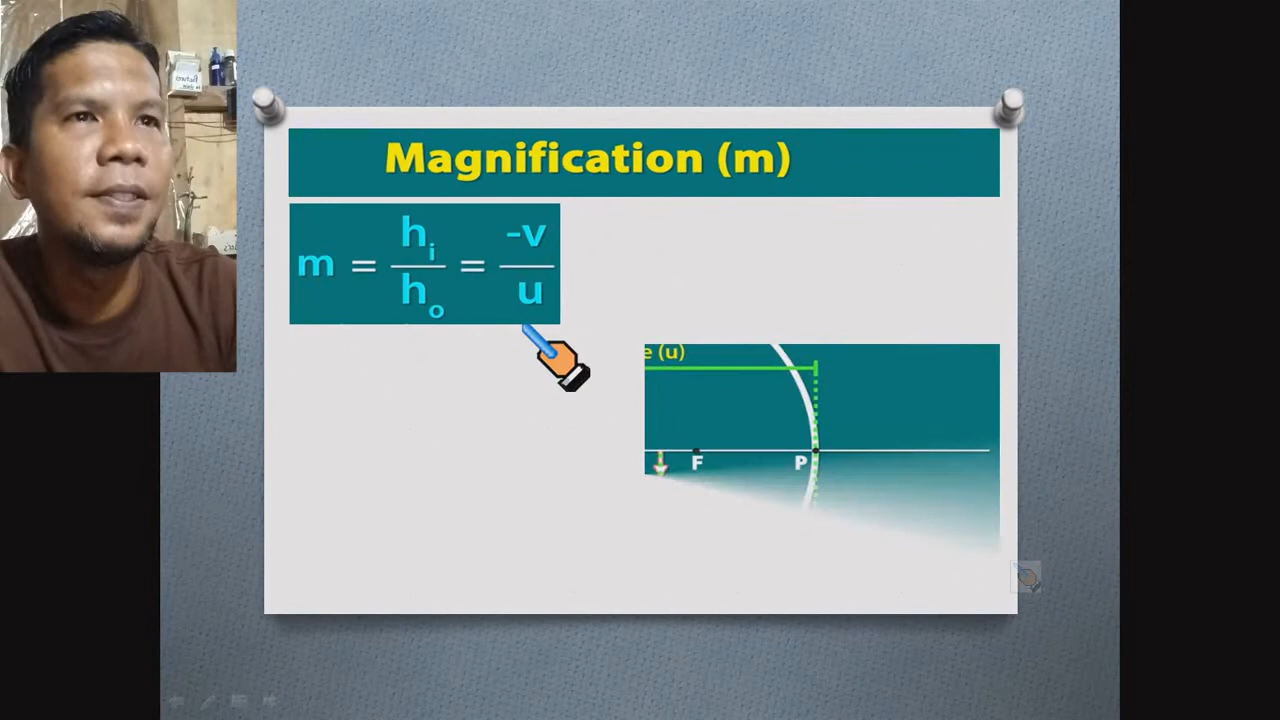 Magnification (m)
m = hᵢ / hₒ = -v / u
e (u)
F
P